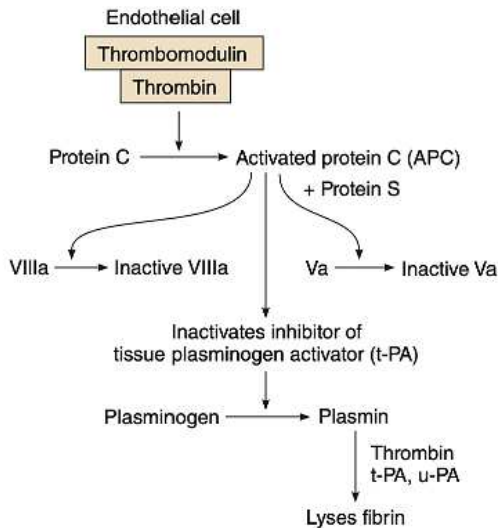 Endothelial cell
Thrombomodulin
Thrombin
Protein C
Activated protein C (APC)
+ Protein S
VIIIa
Inactive VIIIa
Va
Inactive Va
Inactivates inhibitor of
tissue plasminogen activator (t-PA)
Plasminogen
Plasmin
Thrombin
t-PA, u-PA
Lyses fibrin